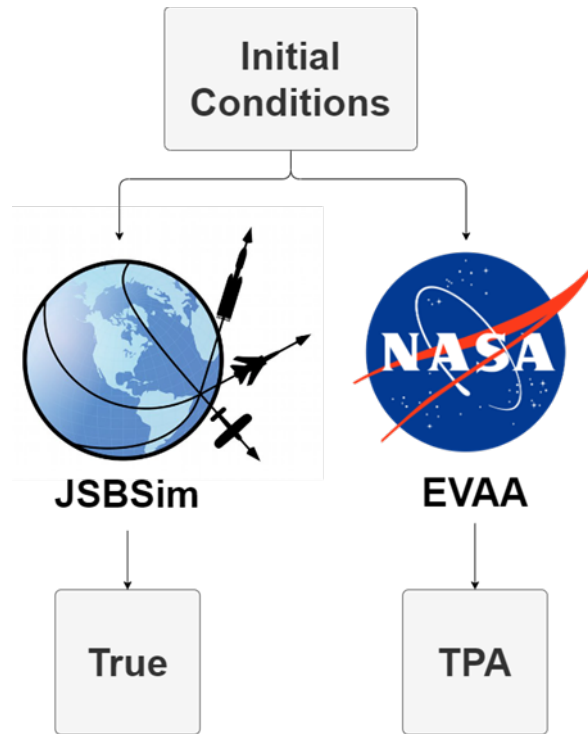 Initial
Conditions
NASA
JSBSim
EVAA
True
TPA